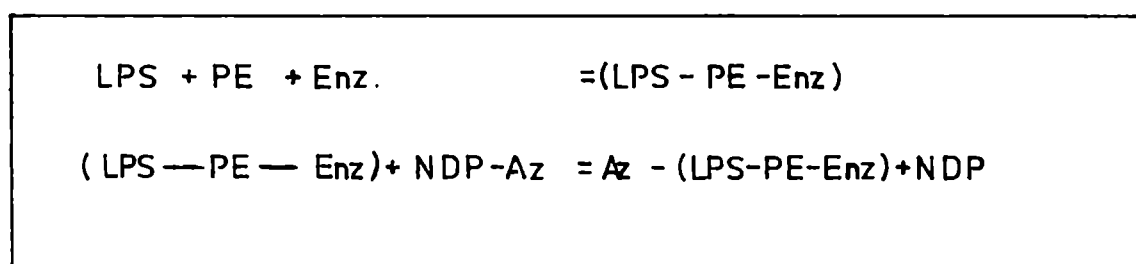 LPS + PE + Enz. =(LPS - PE -Enz)
(LPS — PE — Enz)+ NDP-Az = Az - (LPS-PE-Enz)+NDP